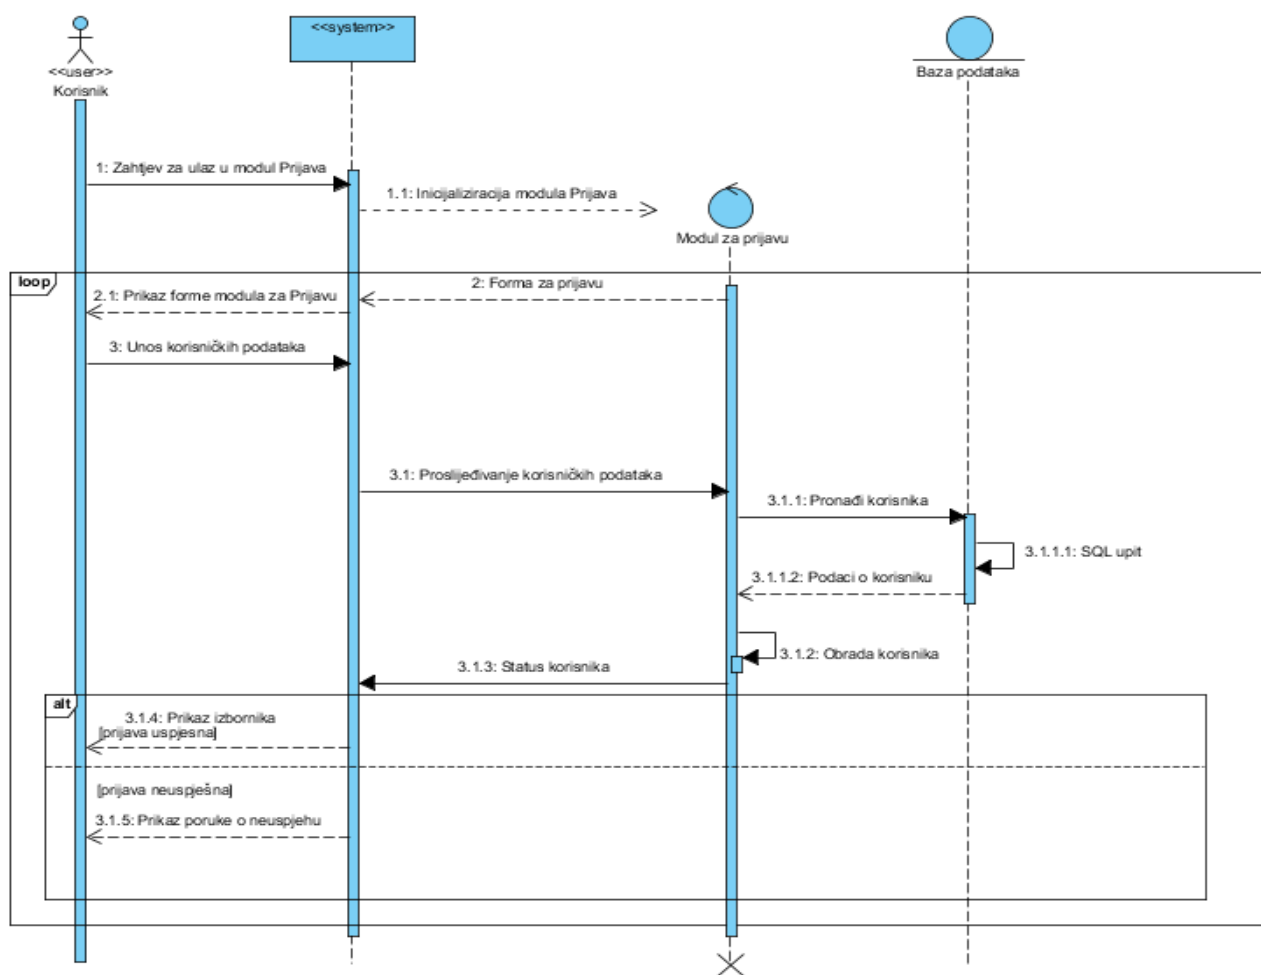 <<system>>
<<user>>
Korisnik
Baza podataka
1: Zahtjev za ulaz u modul Prijava
1.1: Inicijaliziracija modula Prijava
Modul za prijavu
loop
2: Forma za prijavu
2.1: Prikaz forme modula za Prijavu
3: Unos korisničkih podataka
3.1: Proslijeđivanje korisničkih podataka
3.1.1: Pronađi korisnika
3.1.1.1: SQL upit
3.1.1.2: Podaci o korisniku
3.1.2: Obrada korisnika
3.1.3: Status korisnika
alt
3.1.4: Prikaz izbornika
[prijava uspjesna]
[prijava neuspješna]
3.1.5: Prikaz poruke o neuspjehu